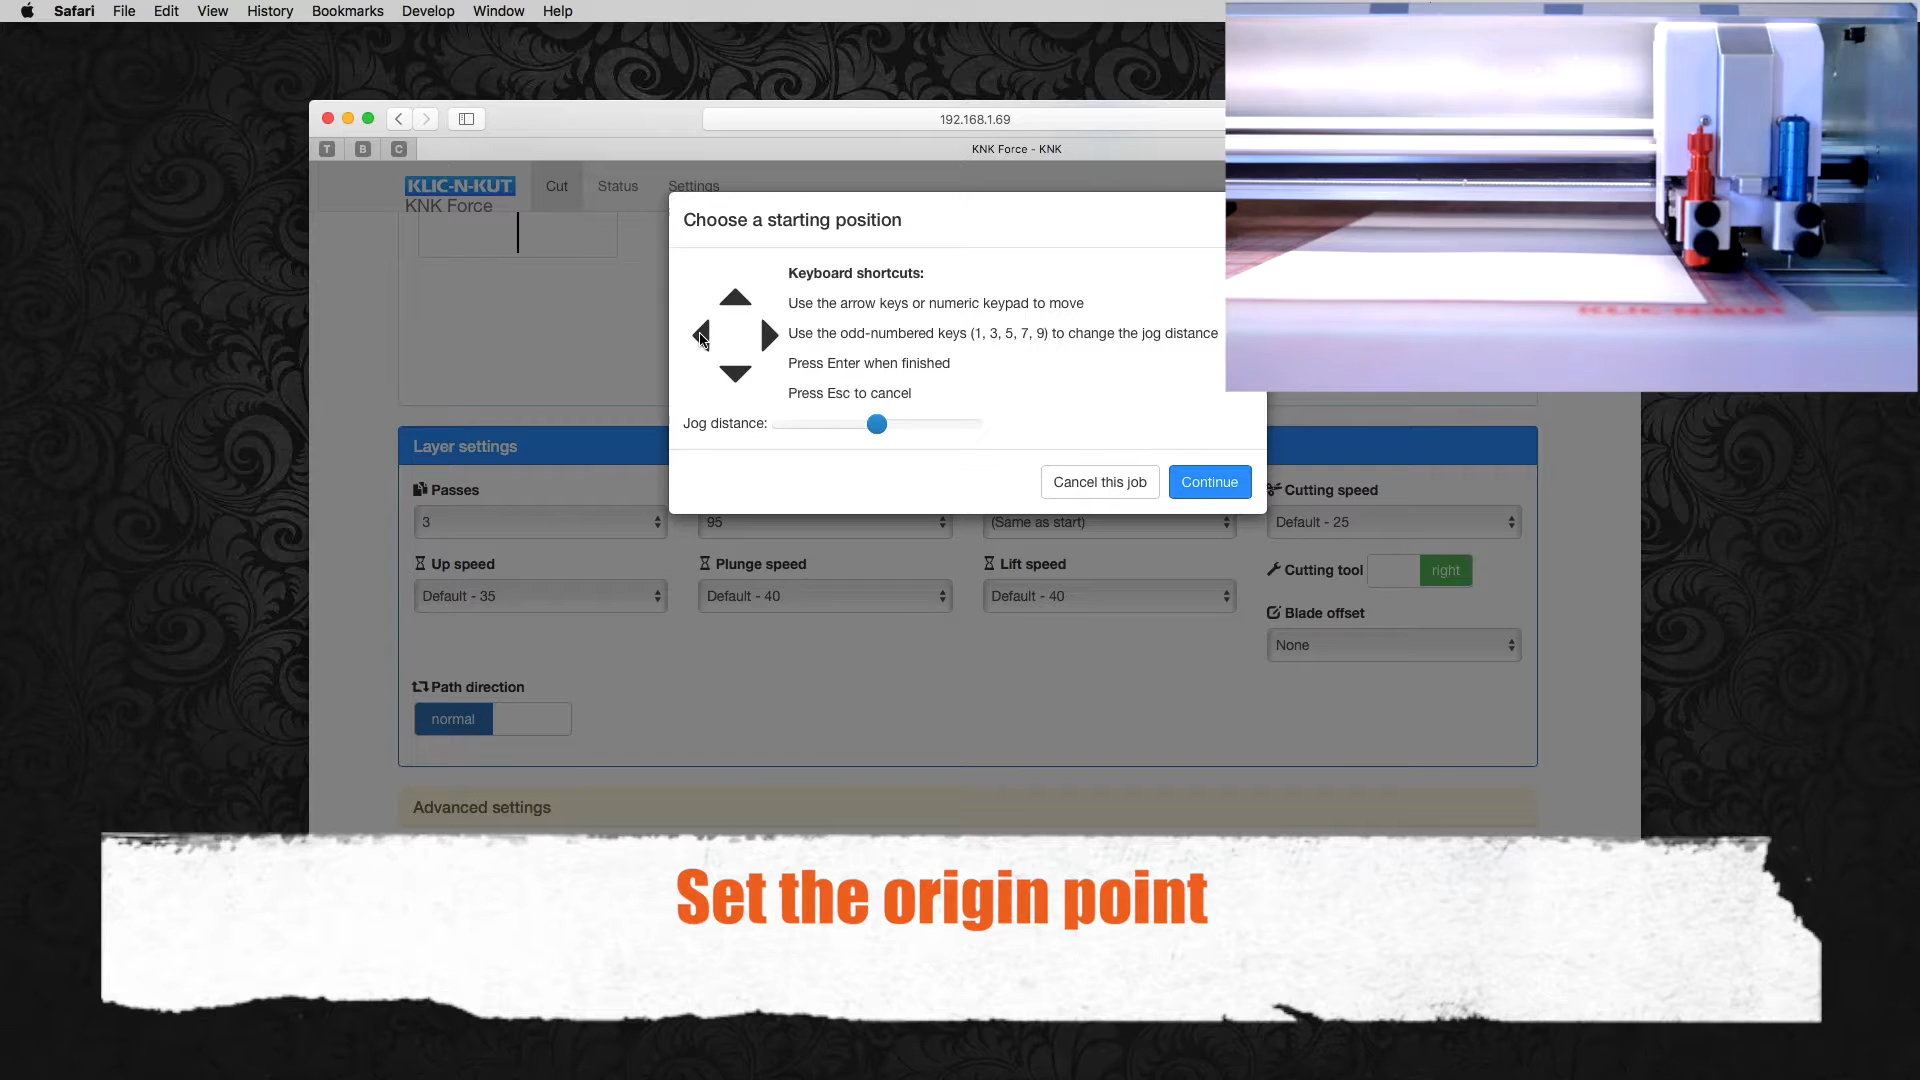 Safari File Edit View History Bookmarks Develop Window Help
192.168.1.69
T B C KNK Force - KNK
KLIC-N-KUT
KNK Force
Cut Status Settings
Choose a starting position
Keyboard shortcuts:
Use the arrow keys or numeric keypad to move
Use the odd-numbered keys (1, 3, 5, 7, 9) to change the jog distance
Press Enter when finished
Press Esc to cancel
Jog distance:
Cancel this job Continue
Layer settings
Passes
3
95
(Same as start)
Cutting speed
Default - 25
Up speed
Default - 35
Plunge speed
Default - 40
Lift speed
Default - 40
Cutting tool right
Blade offset
None
Path direction
normal
Advanced settings
KLIC-N-KUT
Set the origin point